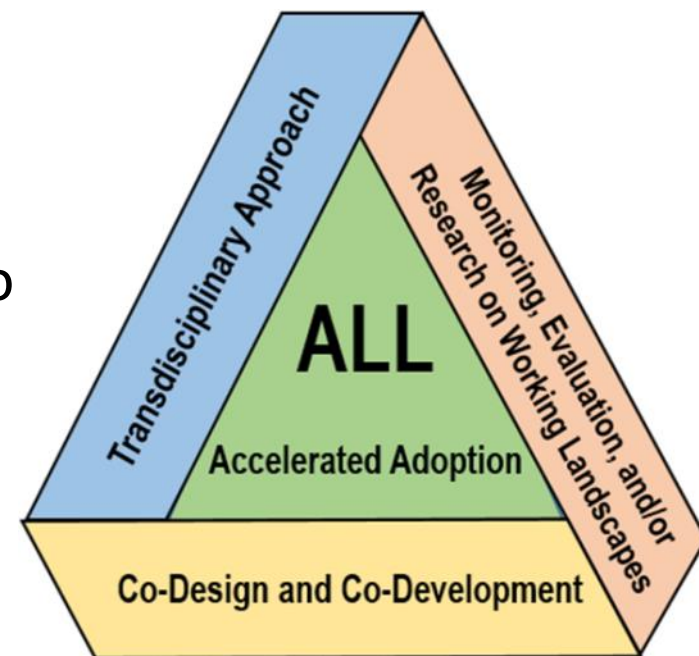 Transdisciplinary Approach
Monitoring, Evaluation, and/or
Research on Working Landscapes
ALL
Accelerated Adoption
Co-Design and Co-Development